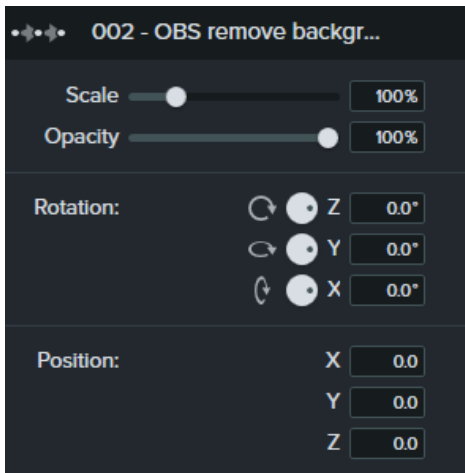 002 - OBS remove backgr...
Scale 100%
Opacity 100%
Rotation: Z 0.0°
Y 0.0°
X 0.0°
Position: X 0.0
Y 0.0
Z 0.0